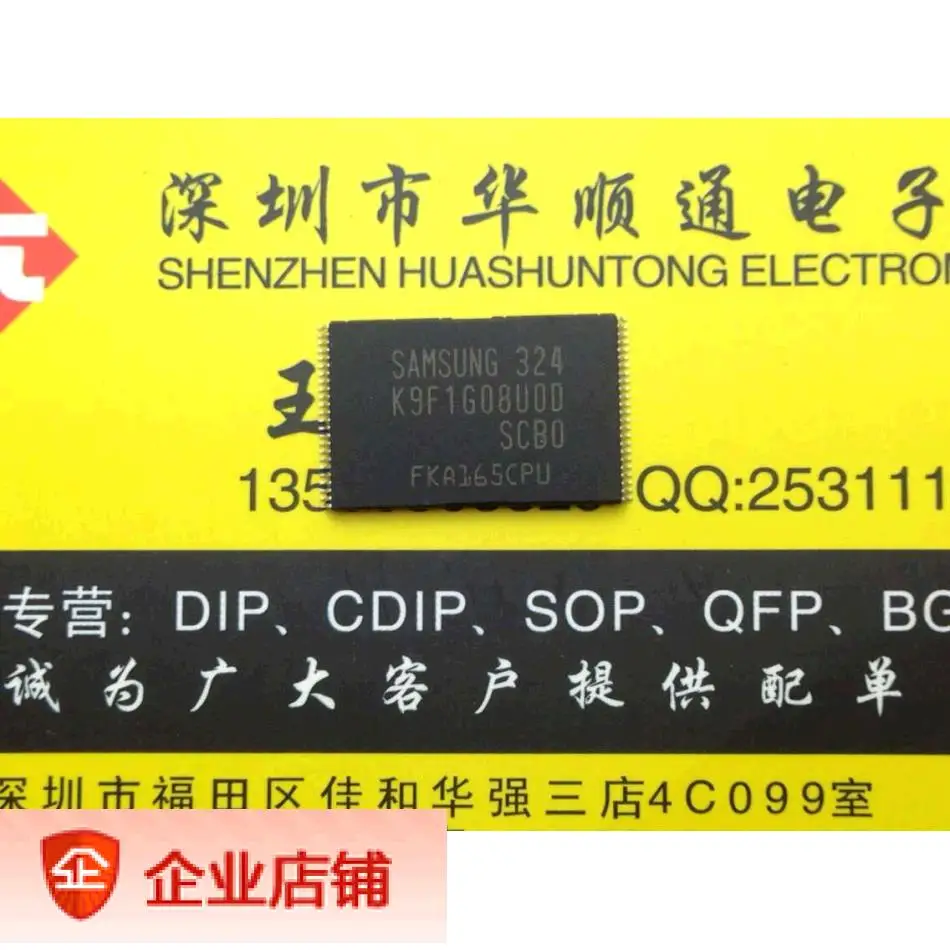 深圳市华顺通电子
SHENZHEN HUASHUNTONG ELECTRON
王
SAMSUNG 324
K9F1G08U0D
SCB0
FKA165CPU
135
QQ:253111
专营: DIP、CDIP、SOP、QFP、BG
诚为广大客户提供配单
深圳市福田区佳和华强三店4C099室
企
企业店铺